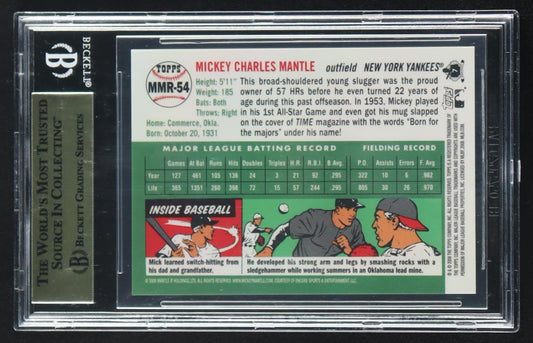 BECKETT
THE WORLD'S MOST TRUSTED
SOURCE IN COLLECTING™
BECKETT GRADING SERVICES
TOPPS
MMR-54
MICKEY CHARLES MANTLE outfield NEW YORK YANKEES
Height: 5'11"
Weight: 185
Bats: Both
Throws: Right
Home: Commerce, Okla.
Born: October 20, 1931
This broad-shouldered young slugger was the proud
owner of 57 HRs before he even turned 22 years of
age during this past offseason. In 1953, Mickey played
in his 1st All-Star Game and even got his mug slapped
on the cover of TIME magazine with the words "Born for
the majors" under his name!
MAJOR LEAGUE BATTING RECORD FIELDING RECORD
Games At Bat Runs Hits Doubles Triples H.R. R.B.I. B. Avg. Put Outs Assists Errors F. Avg.
Year 127 461 105 136 24 3 21 92 .295 322 10 6 .982
Life 365 1351 260 398 72 15 57 244 .295 805 30 26 .970
INSIDE BASEBALL
Mick learned switch-hitting from
his dad and grandfather.
He developed his strong arm and legs by smashing rocks with a
sledgehammer while working summers in an Oklahoma lead mine.